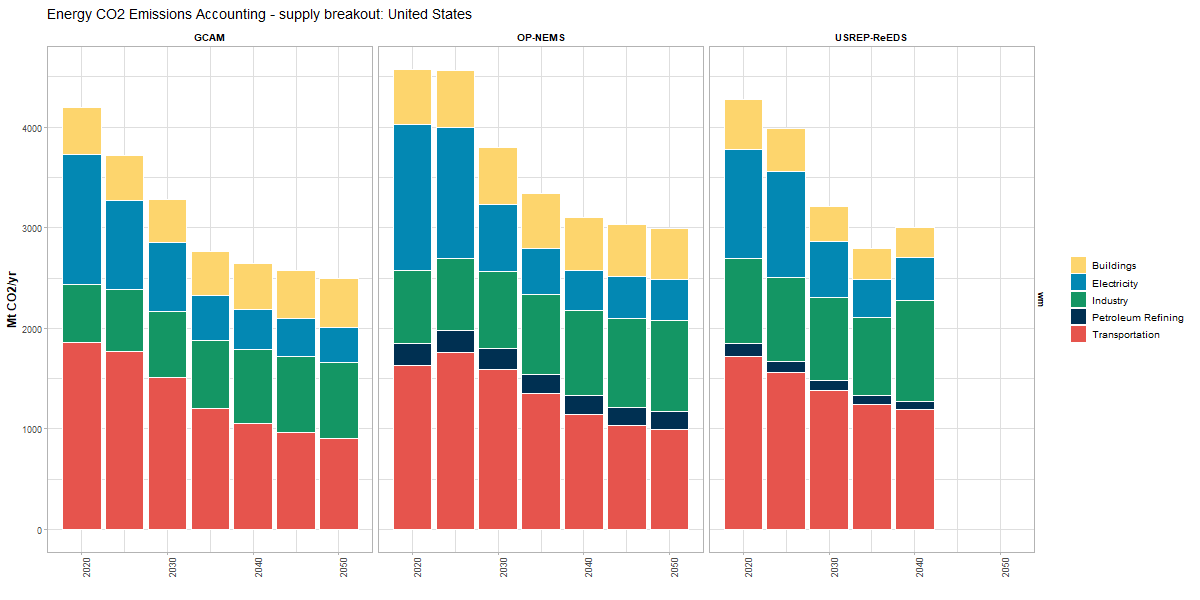 Energy CO2 Emissions Accounting - supply breakout: United States
GCAM
OP-NEMS
USREP-ReEDS
Mt CO2/yr
4000
3000
2000
1000
0
2020
2030
2040
2050
2020
2030
2040
2050
2020
2030
2040
2050
wm
Buildings
Electricity
Industry
Petroleum Refining
Transportation